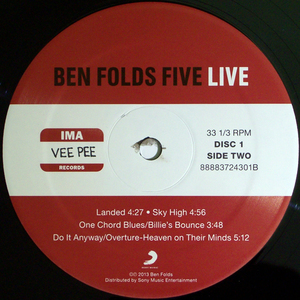 BEN FOLDS FIVE LIVE
IMA
VEE PEE
RECORDS
33 1/3 RPM
DISC 1
SIDE TWO
88883724301B
Landed 4:27 • Sky High 4:56
One Chord Blues/Billie's Bounce 3:48
Do It Anyway/Overture-Heaven on Their Minds 5:12
©℗ 2013 Ben Folds
Distributed by Sony Music Entertainment